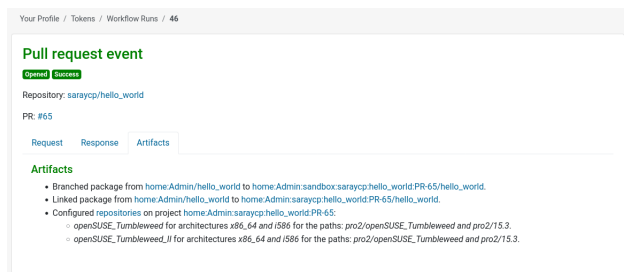 Your Profile / Tokens / Workflow Runs / 46
Pull request event
Opened Success
Repository: saraycp/hello_world
PR: #65
Request Response Artifacts
Artifacts
• Branched package from home:Admin/hello_world to home:Admin:sandbox:saraycp:hello_world:PR-65/hello_world.
• Linked package from home:Admin/hello_world to home:Admin:saraycp:hello_world:PR-65/hello_world.
• Configured repositories on project home:Admin:saraycp:hello_world:PR-65:
◦ openSUSE_Tumbleweed for architectures x86_64 and i586 for the paths: pro2/openSUSE_Tumbleweed and pro2/15.3.
◦ openSUSE_Tumbleweed_II for architectures x86_64 and i586 for the paths: pro2/openSUSE_Tumbleweed and pro2/15.3.